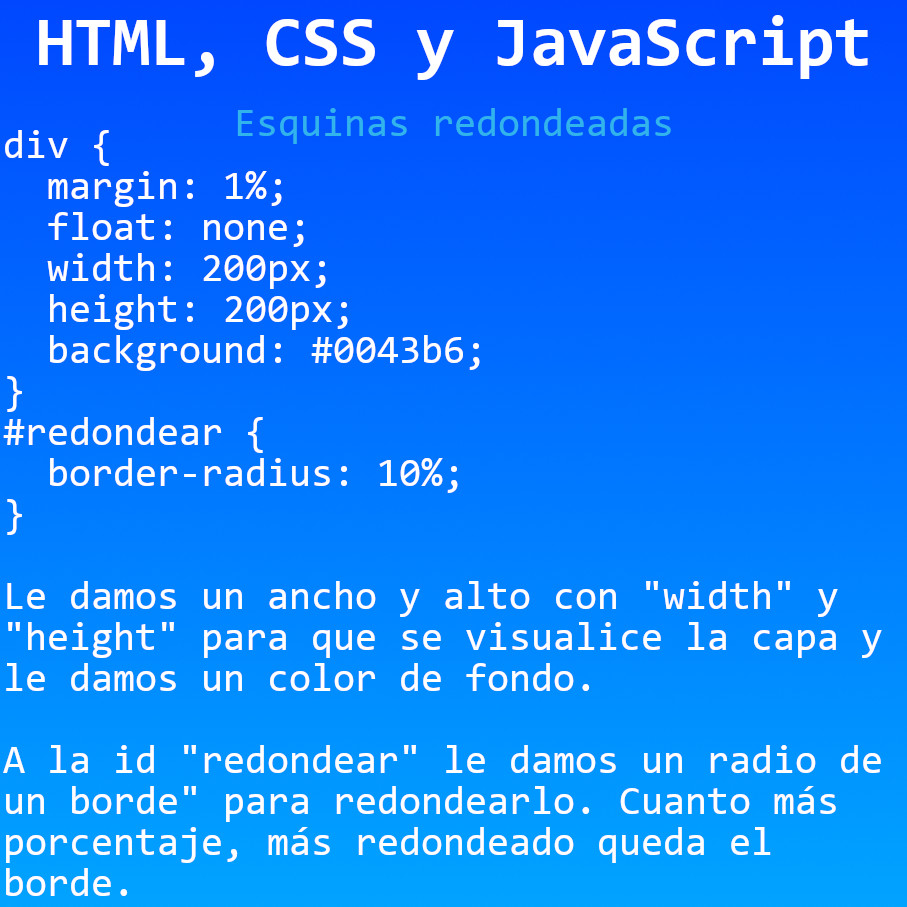 HTML, CSS y JavaScript
Esquinas redondeadas
div {
  margin: 1%;
  float: none;
  width: 200px;
  height: 200px;
  background: #0043b6;
}
#redondear {
  border-radius: 10%;
}
Le damos un ancho y alto con "width" y
"height" para que se visualice la capa y
le damos un color de fondo.
A la id "redondear" le damos un radio de
un borde" para redondearlo. Cuanto más
porcentaje, más redondeado queda el
borde.